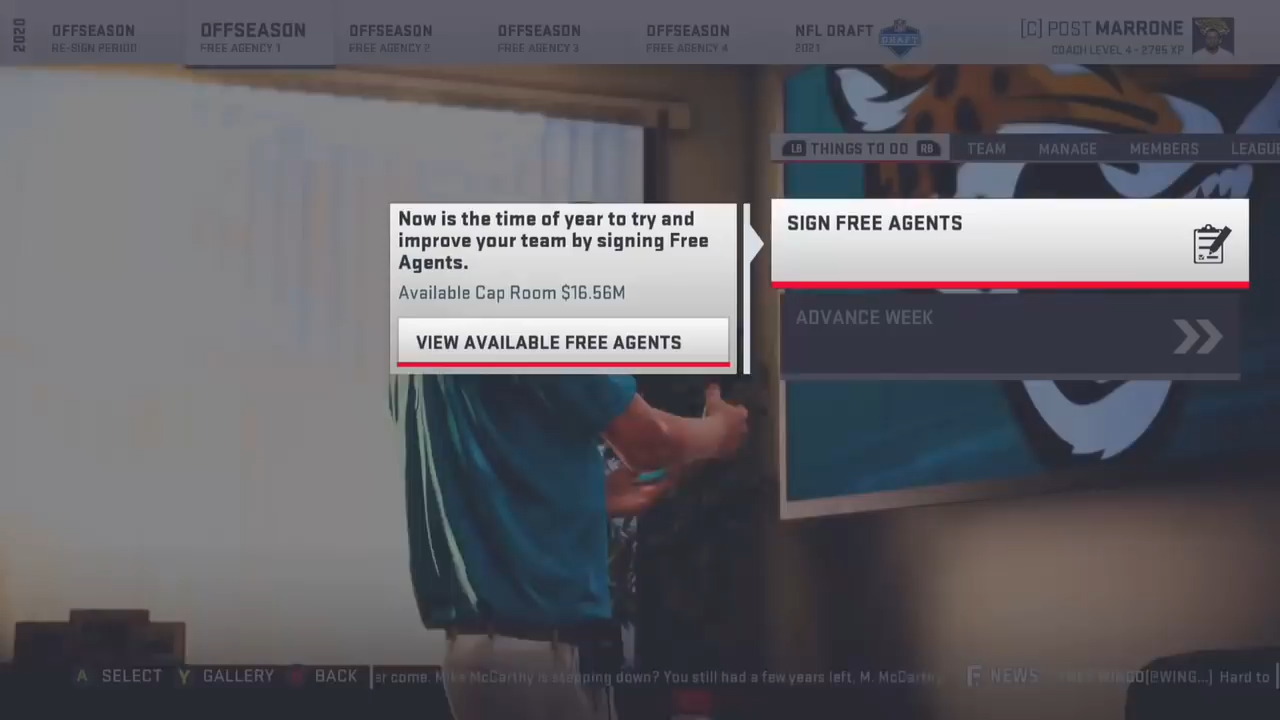 2020
OFFSEASON
RE-SIGN PERIOD
OFFSEASON
FREE AGENCY 1
OFFSEASON
FREE AGENCY 2
OFFSEASON
FREE AGENCY 3
OFFSEASON
FREE AGENCY 4
NFL DRAFT
2021
DRAFT
[C] POST MARRONE
COACH LEVEL 4 - 2785 XP
LB THINGS TO DO RB TEAM MANAGE MEMBERS LEAGU
Now is the time of year to try and
improve your team by signing Free
Agents.
Available Cap Room $16.56M
VIEW AVAILABLE FREE AGENTS
SIGN FREE AGENTS
ADVANCE WEEK
A SELECT Y GALLERY BACK er come. Mike McCarthy is stepping down? You still had a few years left, M. McCarthy NEWS [@WING...] Hard to